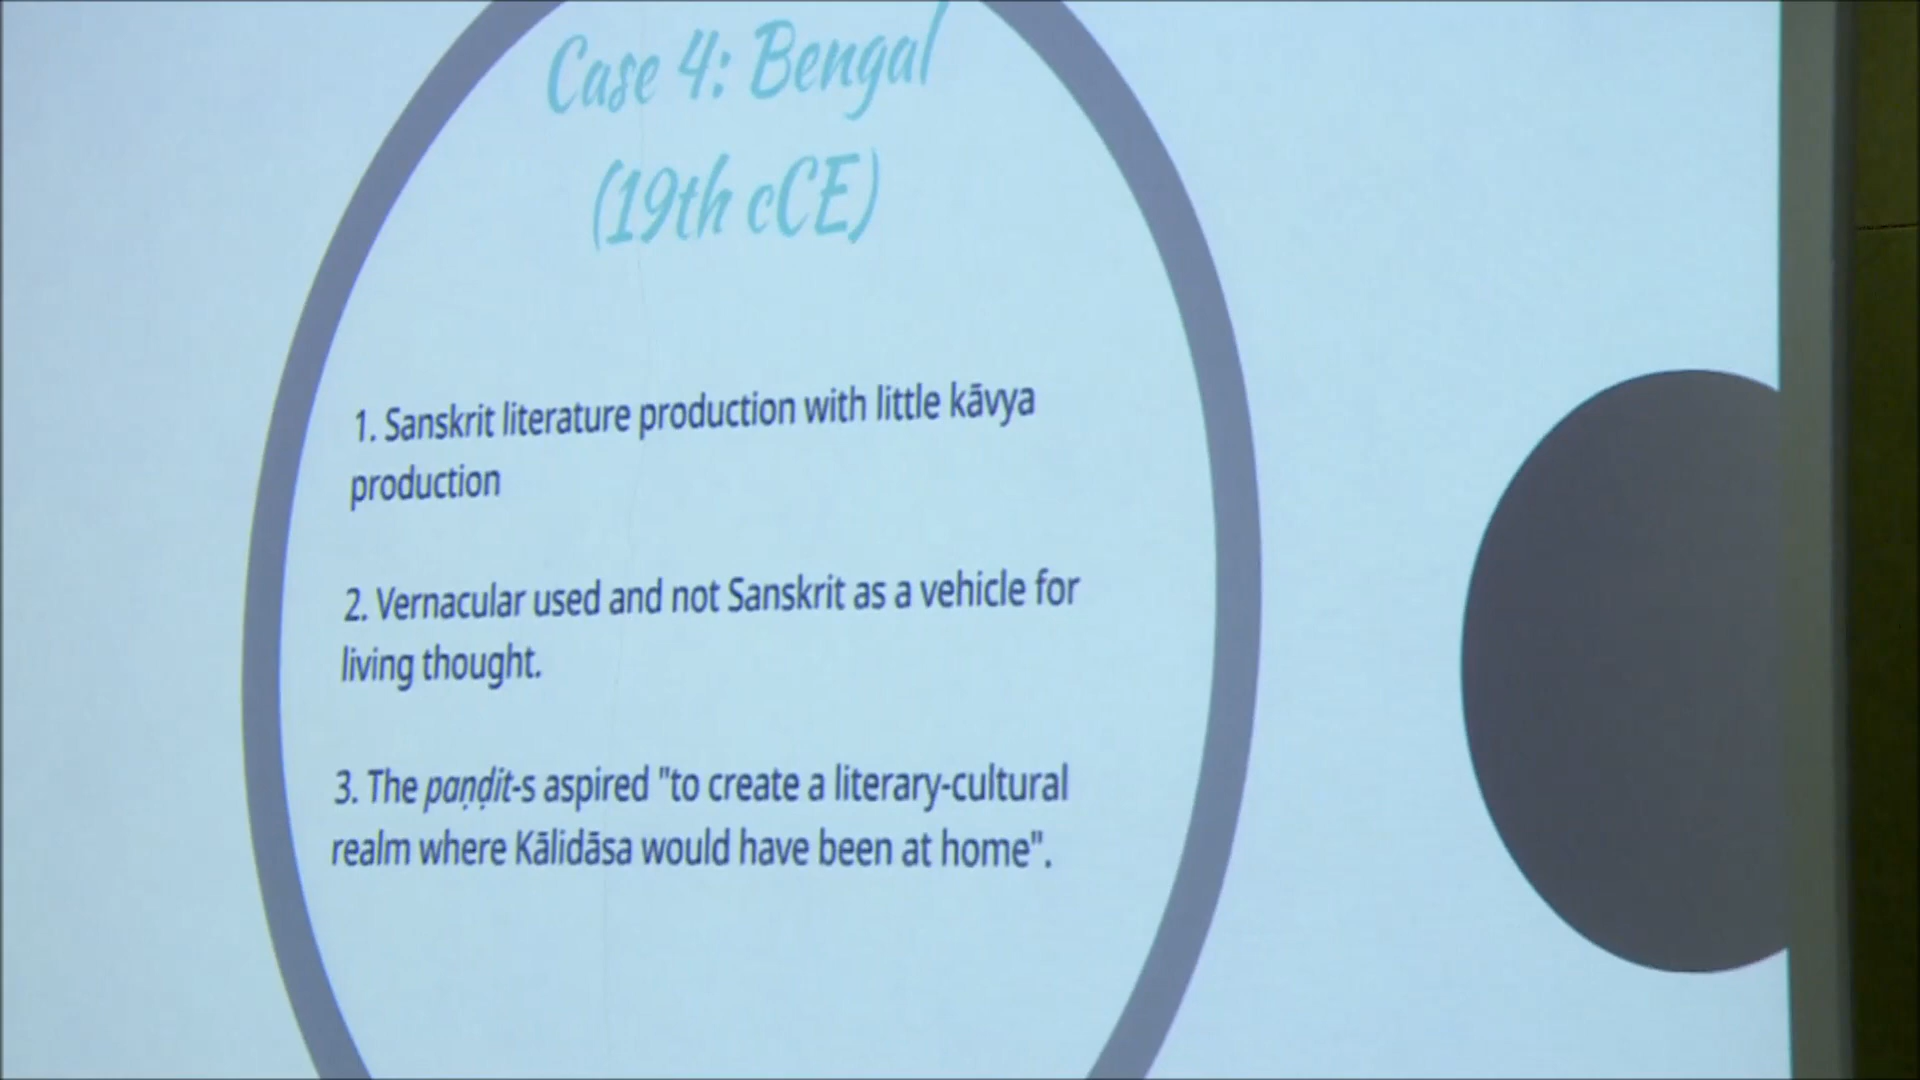 Case 4: Bengal
(19th cCE)
1. Sanskrit literature production with little kāvya
production
2. Vernacular used and not Sanskrit as a vehicle for
living thought.
3. The paṇḍit-s aspired "to create a literary-cultural
realm where Kālidāsa would have been at home".